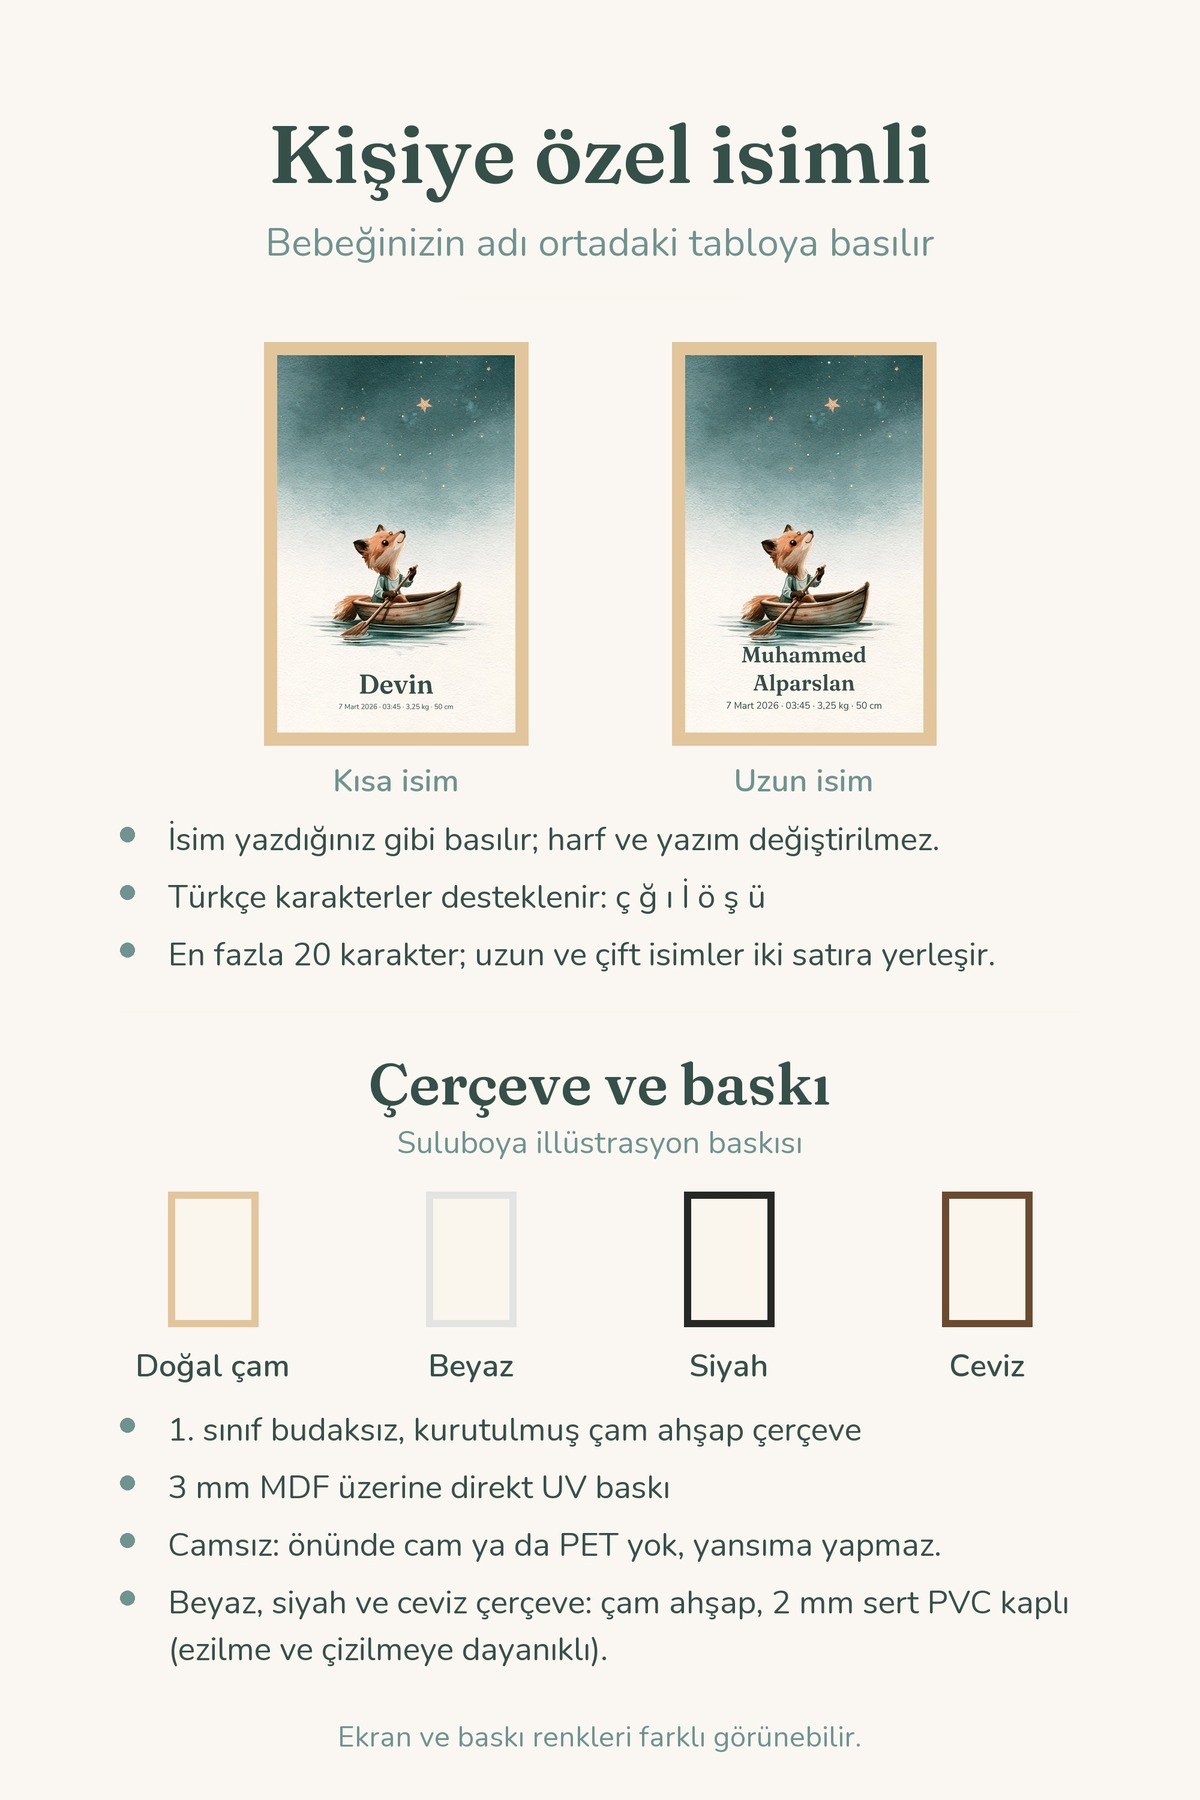 Kişiye özel isimli
Bebeğinizin adı ortadaki tabloya basılır
Devin
7 Mart 2026 · 03:45 · 3,25 kg · 50 cm
Muhammed
Alparslan
7 Mart 2026 · 03:45 · 3,25 kg · 50 cm
Kısa isim
Uzun isim
İsim yazdığınız gibi basılır; harf ve yazım değiştirilmez.
Türkçe karakterler desteklenir: ç ğ ı İ ö ş ü
En fazla 20 karakter; uzun ve çift isimler iki satıra yerleşir.
Çerçeve ve baskı
Suluboya illüstrasyon baskısı
Doğal çam
Beyaz
Siyah
Ceviz
1. sınıf budaksız, kurutulmuş çam ahşap çerçeve
3 mm MDF üzerine direkt UV baskı
Camsız: önünde cam ya da PET yok, yansıma yapmaz.
Beyaz, siyah ve ceviz çerçeve: çam ahşap, 2 mm sert PVC kaplı
(ezilme ve çizilmeye dayanıklı).
Ekran ve baskı renkleri farklı görünebilir.